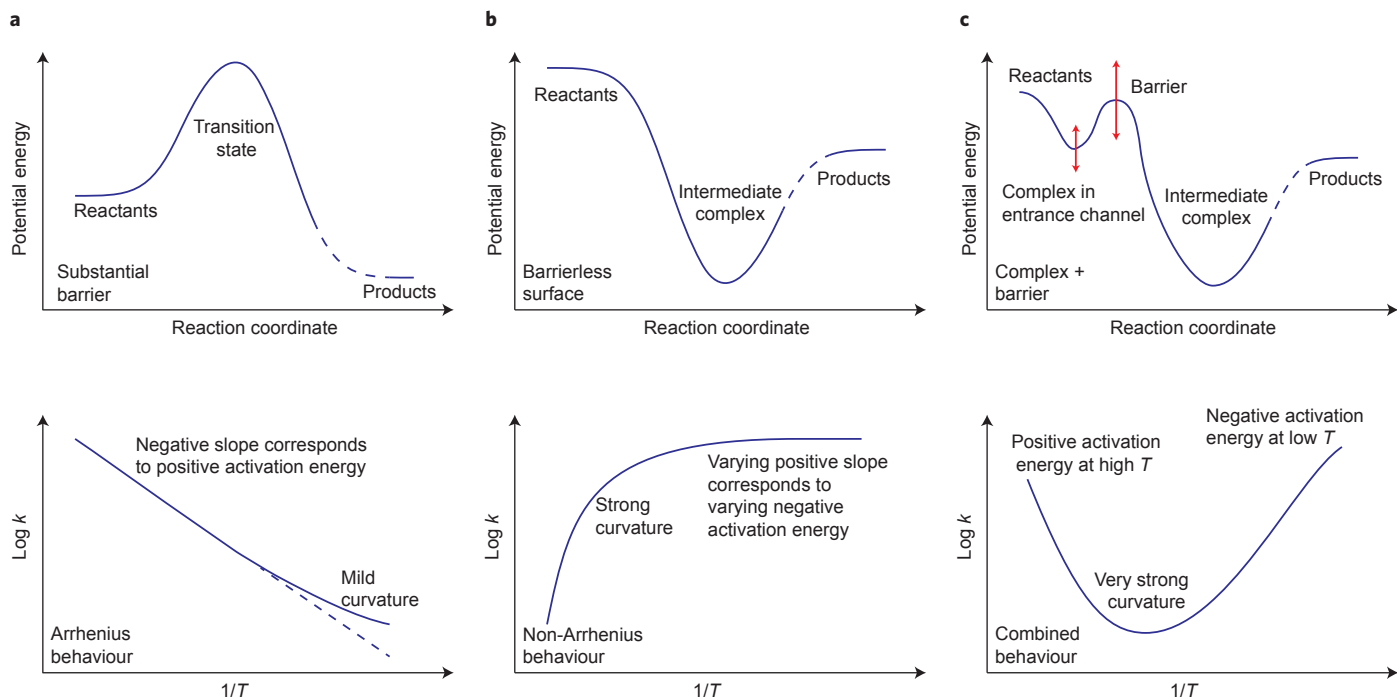 a
Potential energy
Reactants
Transition
state
Products
Substantial
barrier
Reaction coordinate
b
Potential energy
Reactants
Intermediate
complex
Products
Barrierless
surface
Reaction coordinate
c
Potential energy
Reactants
Barrier
Complex in
entrance channel
Intermediate
complex
Products
Complex +
barrier
Reaction coordinate
Log k
Negative slope corresponds
to positive activation energy
Mild
curvature
Arrhenius
behaviour
1/T
Log k
Strong
curvature
Varying positive slope
corresponds to
varying negative
activation energy
Non-Arrhenius
behaviour
1/T
Log k
Positive activation
energy at high T
Negative activation
energy at low T
Very strong
curvature
Combined
behaviour
1/T